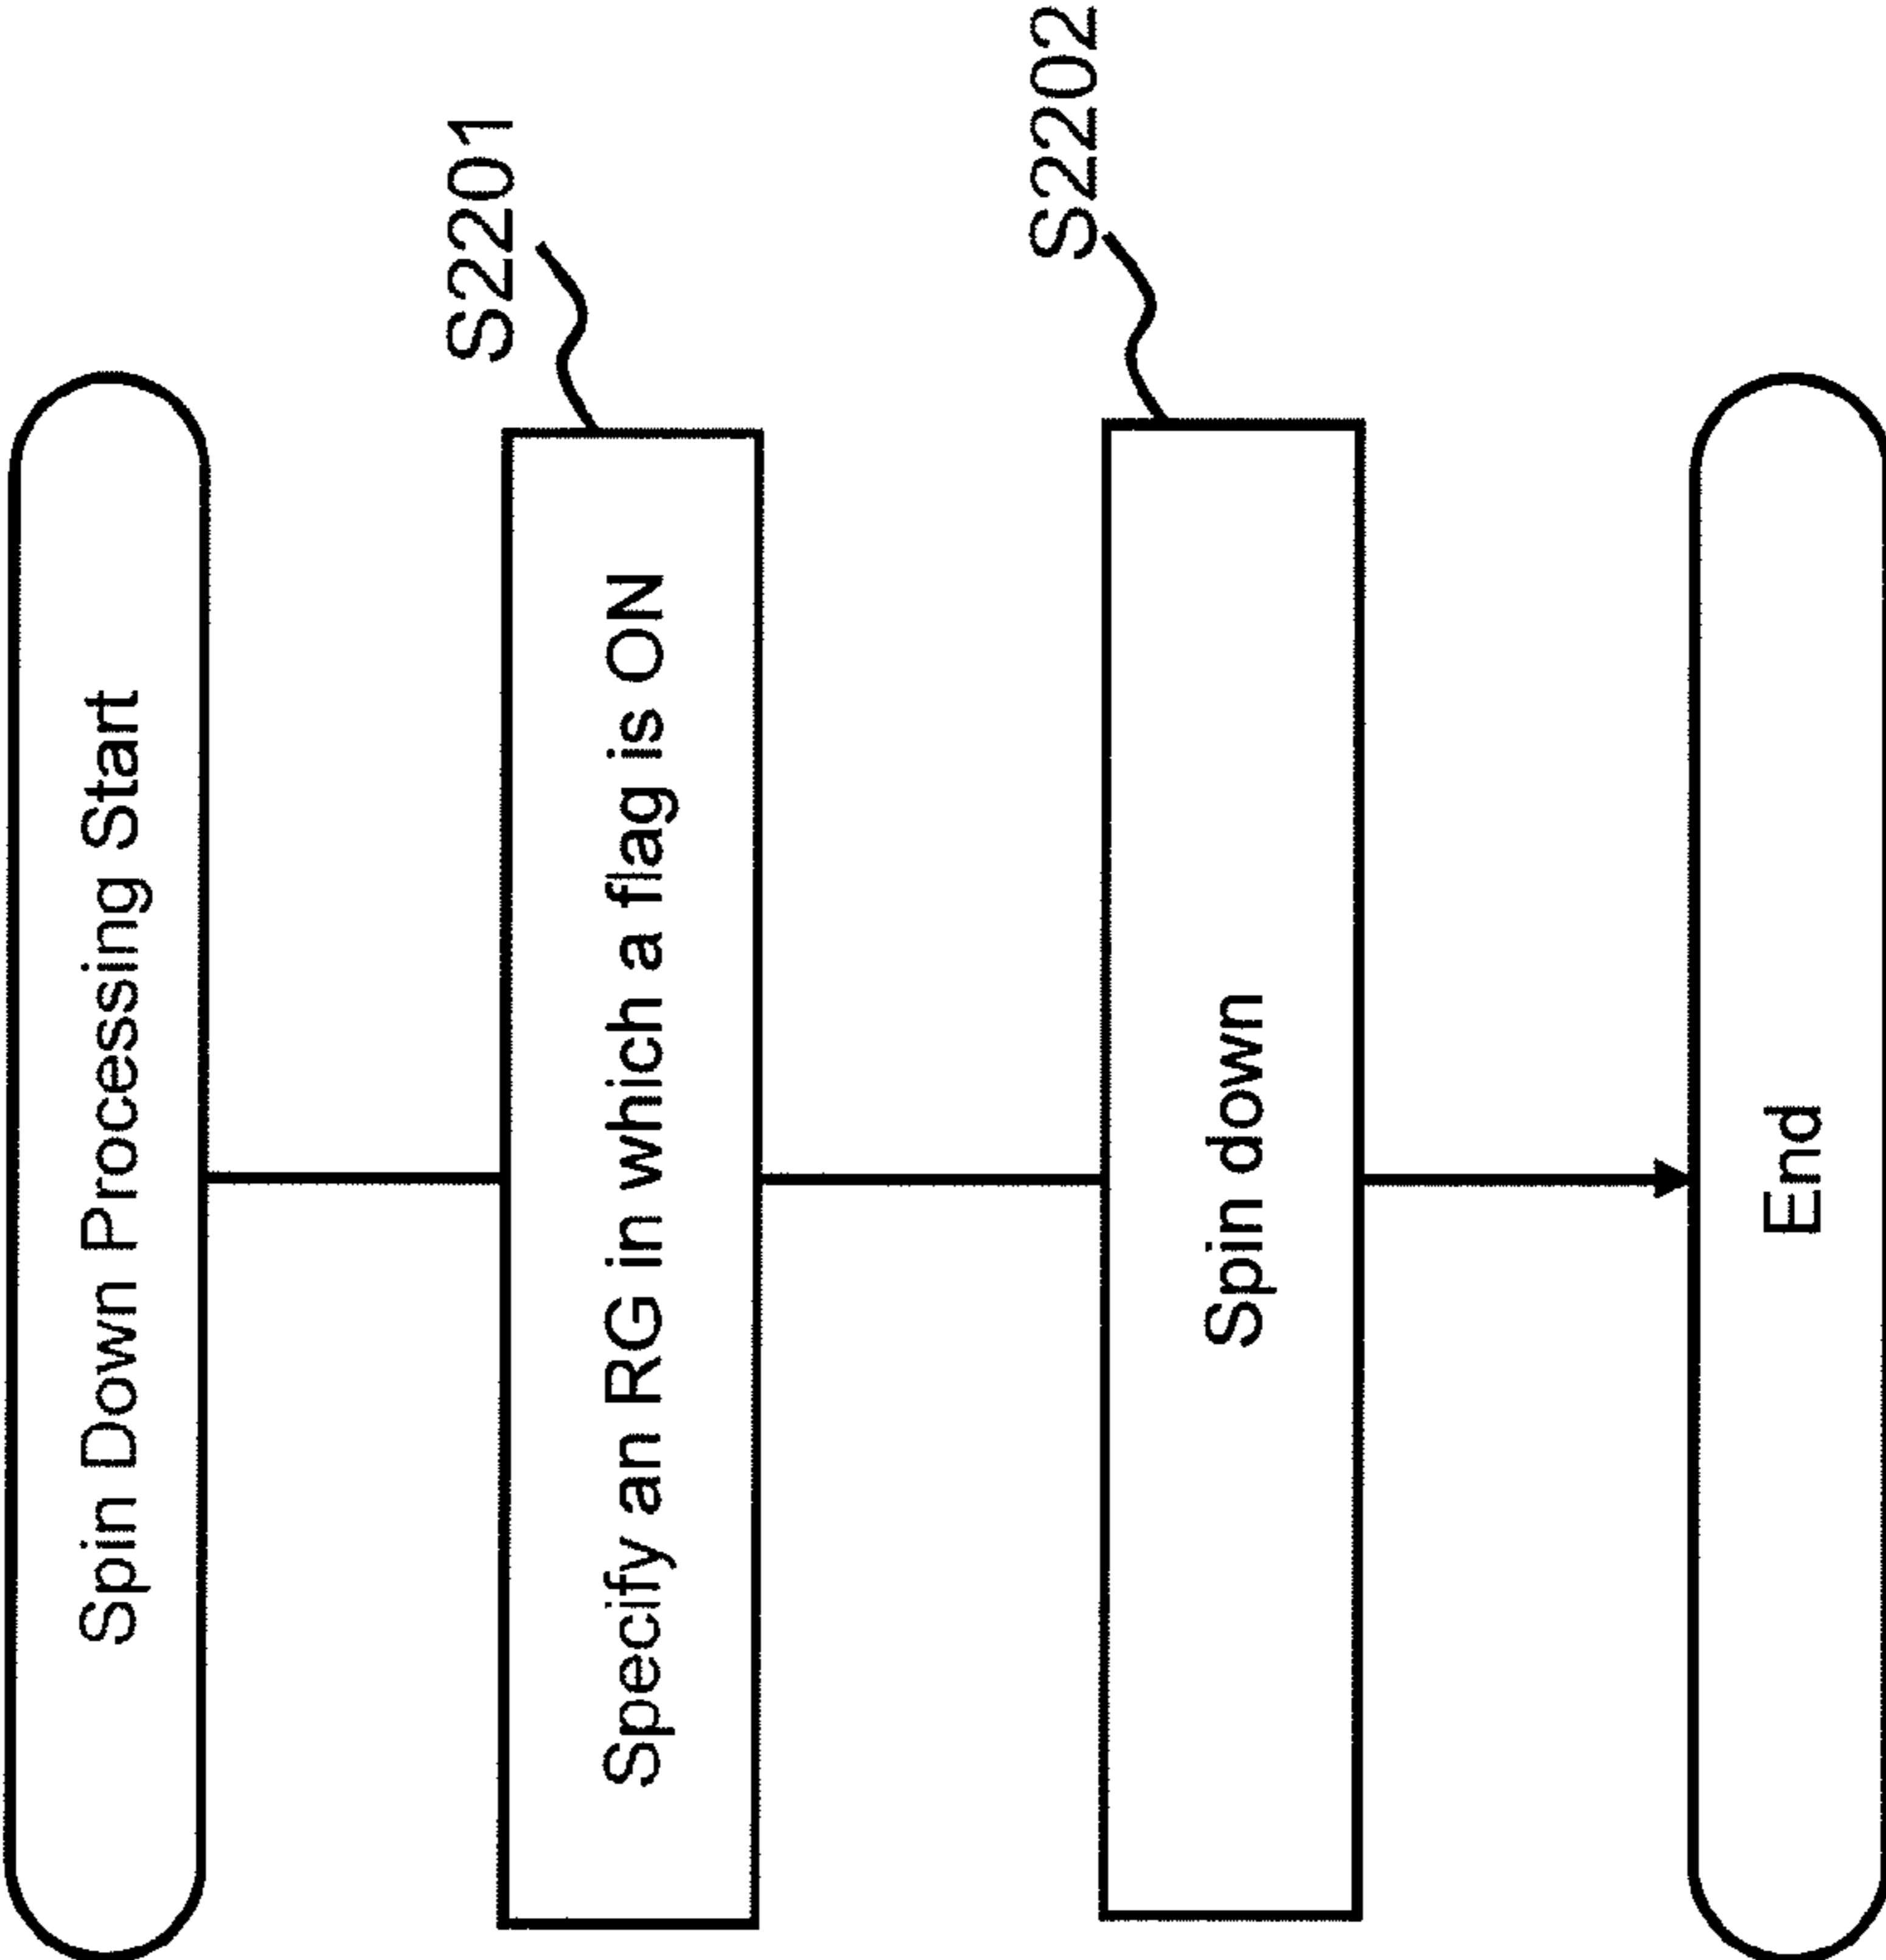 Spin Down Processing Start
S2201
Specify an RG in which a flag is ON
S2202
Spin down
End